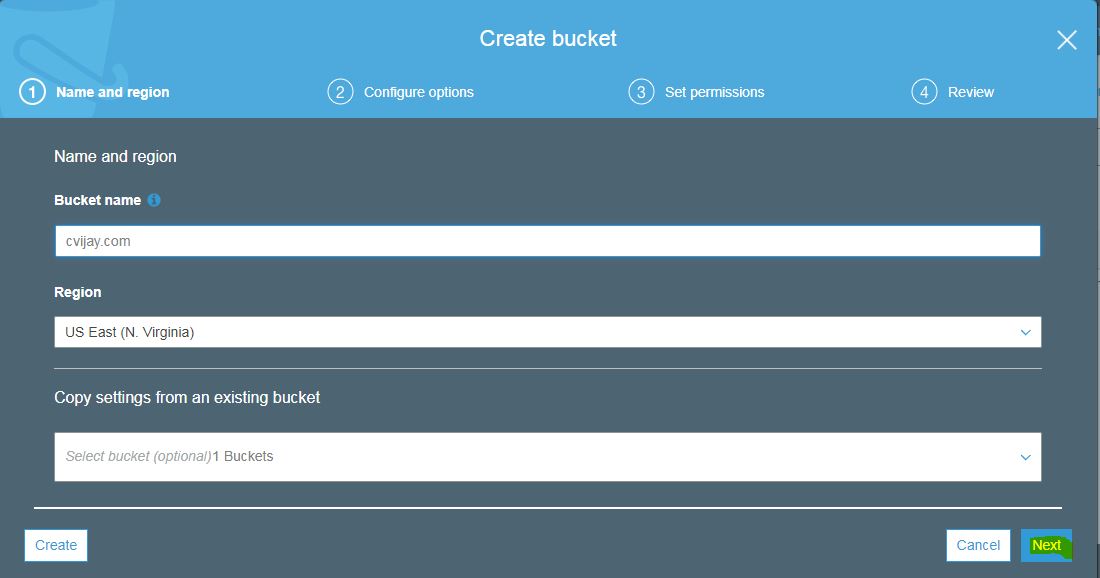 Create bucket
1 Name and region
2 Configure options
3 Set permissions
4 Review
Name and region
Bucket name
cvijay.com
Region
US East (N. Virginia)
Copy settings from an existing bucket
Select bucket (optional)1 Buckets
Create
Cancel
Next